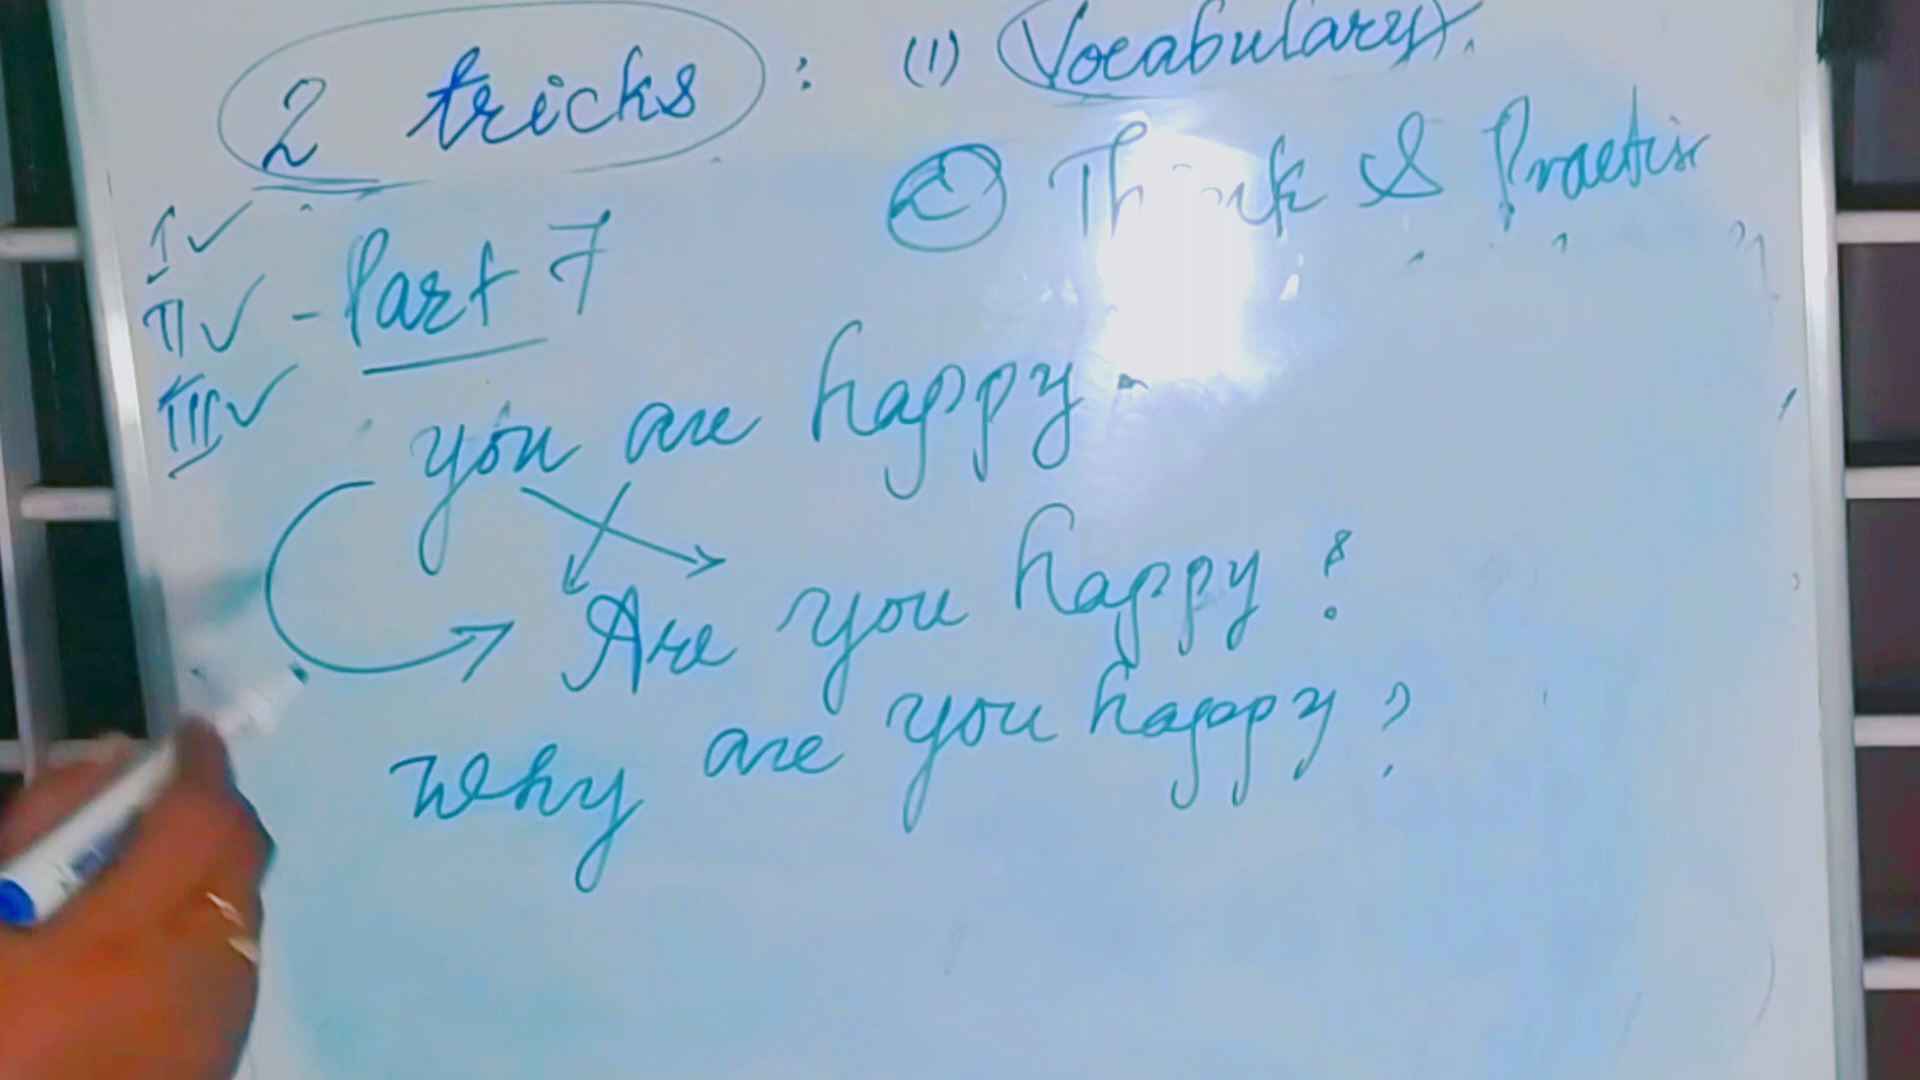 2 tricks : (1) Vocabulary.
② Think & Practise
I ✓
II ✓ - Part 7
III ✓
you are happy.
Are you happy?
Why are you happy?